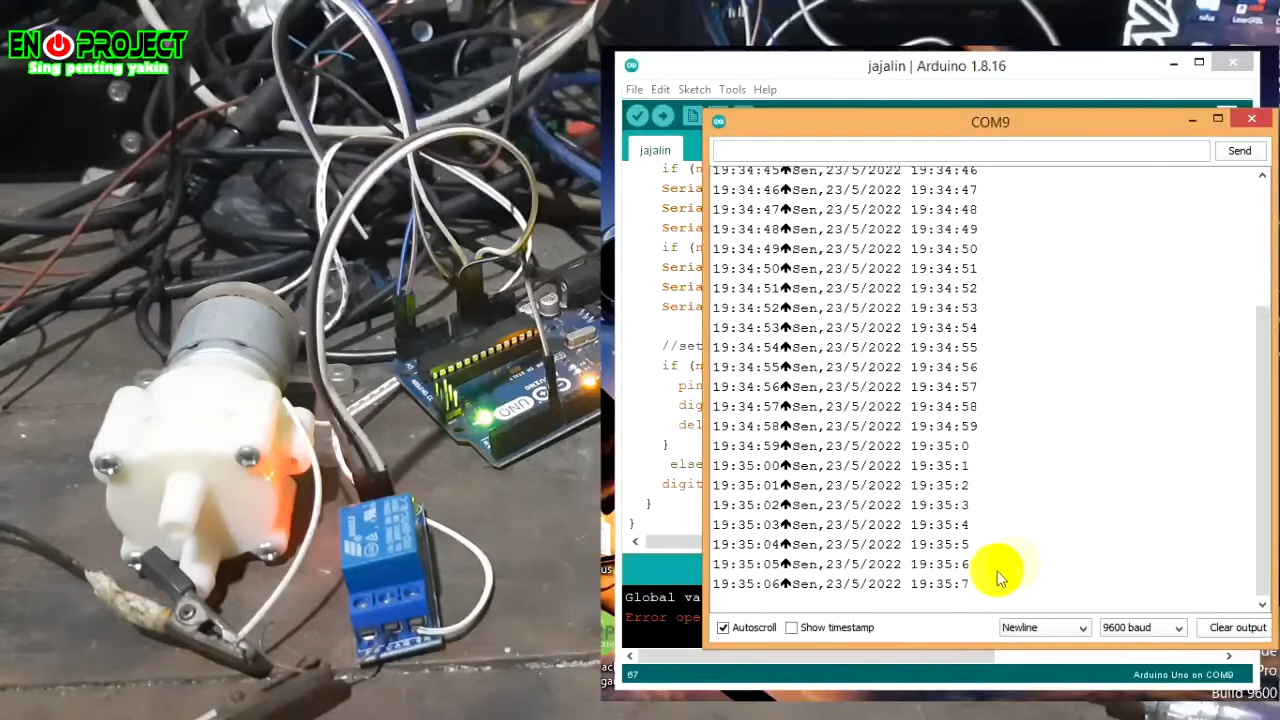 EN PROJECT
Sing penting yakin
jajalin | Arduino 1.8.16
File Edit Sketch Tools Help
COM9
jajalin
Send
if (n
Seria
Seria
Seria
if (n
Seria
Seria
Seria
//set
if (n
pin
dig
del
}
else
digit
}
}
19:34:45🡅Sen,23/5/2022 19:34:46
19:34:46🡅Sen,23/5/2022 19:34:47
19:34:47🡅Sen,23/5/2022 19:34:48
19:34:48🡅Sen,23/5/2022 19:34:49
19:34:49🡅Sen,23/5/2022 19:34:50
19:34:50🡅Sen,23/5/2022 19:34:51
19:34:51🡅Sen,23/5/2022 19:34:52
19:34:52🡅Sen,23/5/2022 19:34:53
19:34:53🡅Sen,23/5/2022 19:34:54
19:34:54🡅Sen,23/5/2022 19:34:55
19:34:55🡅Sen,23/5/2022 19:34:56
19:34:56🡅Sen,23/5/2022 19:34:57
19:34:57🡅Sen,23/5/2022 19:34:58
19:34:58🡅Sen,23/5/2022 19:34:59
19:34:59🡅Sen,23/5/2022 19:35:0
19:35:00🡅Sen,23/5/2022 19:35:1
19:35:01🡅Sen,23/5/2022 19:35:2
19:35:02🡅Sen,23/5/2022 19:35:3
19:35:03🡅Sen,23/5/2022 19:35:4
19:35:04🡅Sen,23/5/2022 19:35:5
19:35:05🡅Sen,23/5/2022 19:35:6
19:35:06🡅Sen,23/5/2022 19:35:7
Autoscroll Show timestamp Newline 9600 baud Clear output
Global va
Error ope
67 Arduino Uno on COM9
Pro
Build 9600
UNO